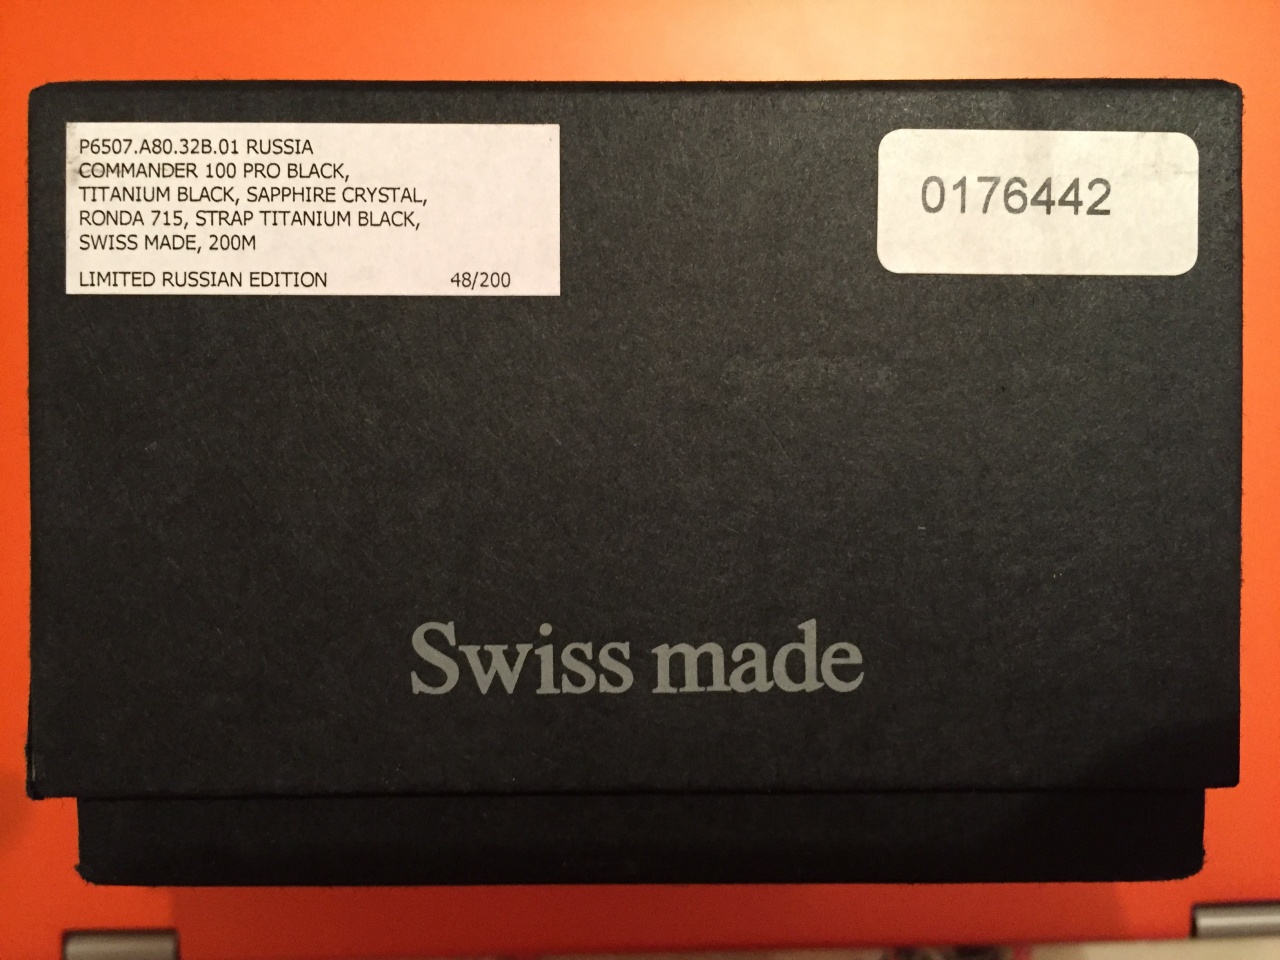 P6507.A80.32B.01 RUSSIA
COMMANDER 100 PRO BLACK,
TITANIUM BLACK, SAPPHIRE CRYSTAL,
RONDA 715, STRAP TITANIUM BLACK,
SWISS MADE, 200M
LIMITED RUSSIAN EDITION 48/200
0176442
Swiss made